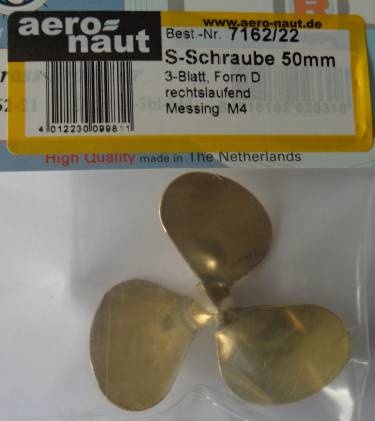 www.aero-naut.de
aero-
naut
Best.-Nr. 7162/22
S-Schraube 50mm
3-Blatt, Form D
rechtslaufend
Messing M4
4 012230 099811
High Quality made in The Netherlands